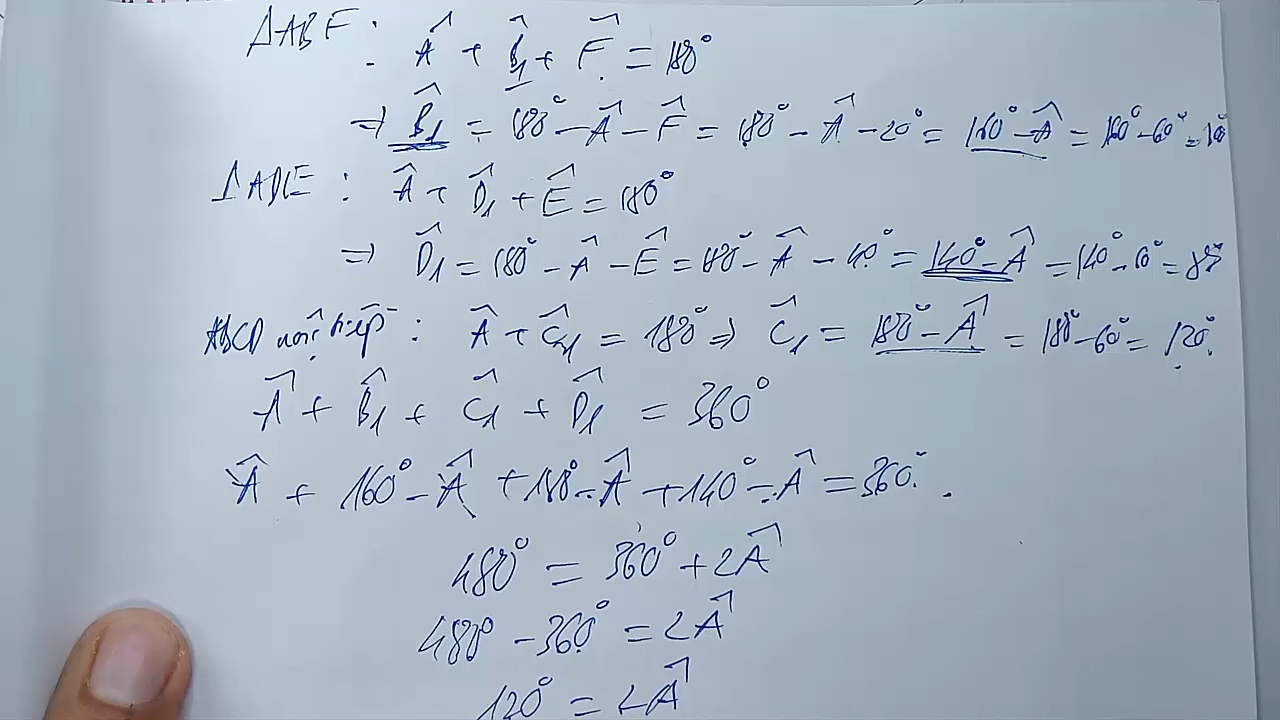 ΔABF : Â + B̂₁ + F̂ = 180°
⇒ B̂₁ = 180° - Â - F̂ = 180° - Â - 20° = 160° - Â = 160° - 60° = 100°
ΔADE : Â + D̂₁ + Ê = 180°
⇒ D̂₁ = 180° - Â - Ê = 180° - Â - 40° = 140° - Â = 140° - 60° = 80°
ABCD nội tiếp : Â + Ĉ₁ = 180° ⇒ Ĉ₁ = 180° - Â = 180° - 60° = 120°.
Â + B̂₁ + Ĉ₁ + D̂₁ = 360°
Â + 160° - Â + 180° - Â + 140° - Â = 360°.
480° = 360° + 2Â
480° - 360° = 2Â
120° = 2Â